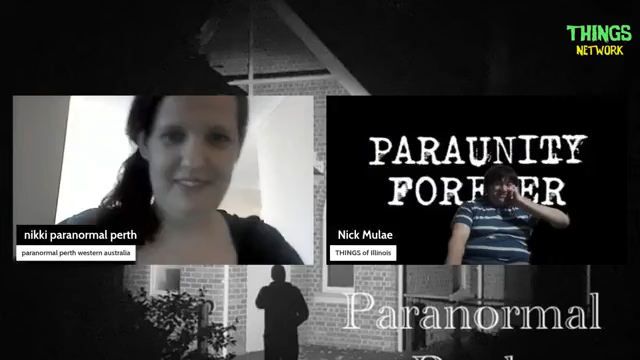 THINGS
NETWORK
PARAUNITY
FOREVER
nikki paranormal perth
paranormal perth western australia
Nick Mulae
THINGS of Illinois
Paranormal